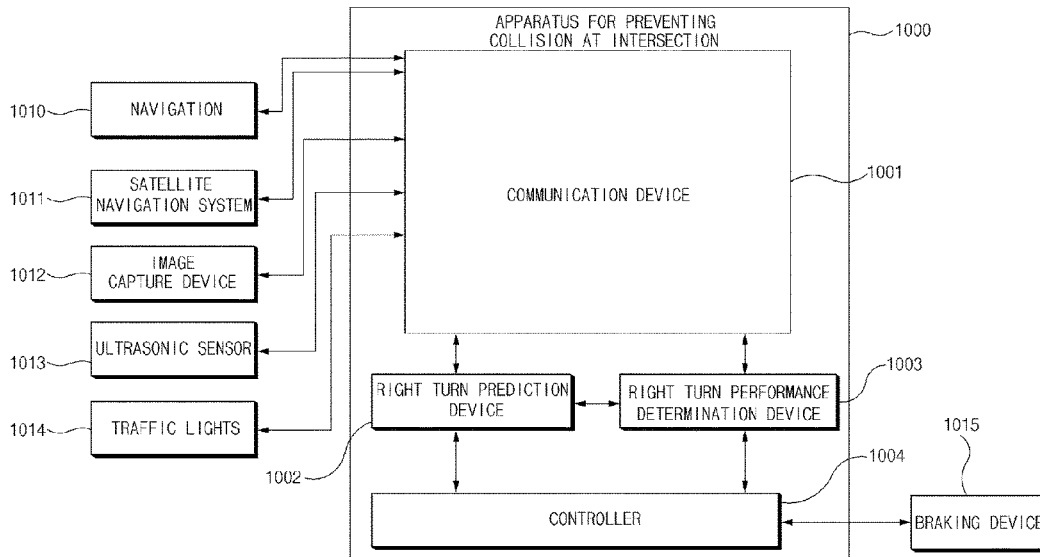 APPARATUS FOR PREVENTING
COLLISION AT INTERSECTION
1000
1010
NAVIGATION
1011
SATELLITE
NAVIGATION SYSTEM
1012
IMAGE
CAPTURE DEVICE
1013
ULTRASONIC SENSOR
1014
TRAFFIC LIGHTS
COMMUNICATION DEVICE
1001
RIGHT TURN PREDICTION
DEVICE
1002
RIGHT TURN PERFORMANCE
DETERMINATION DEVICE
1003
CONTROLLER
1004
BRAKING DEVICE
1015